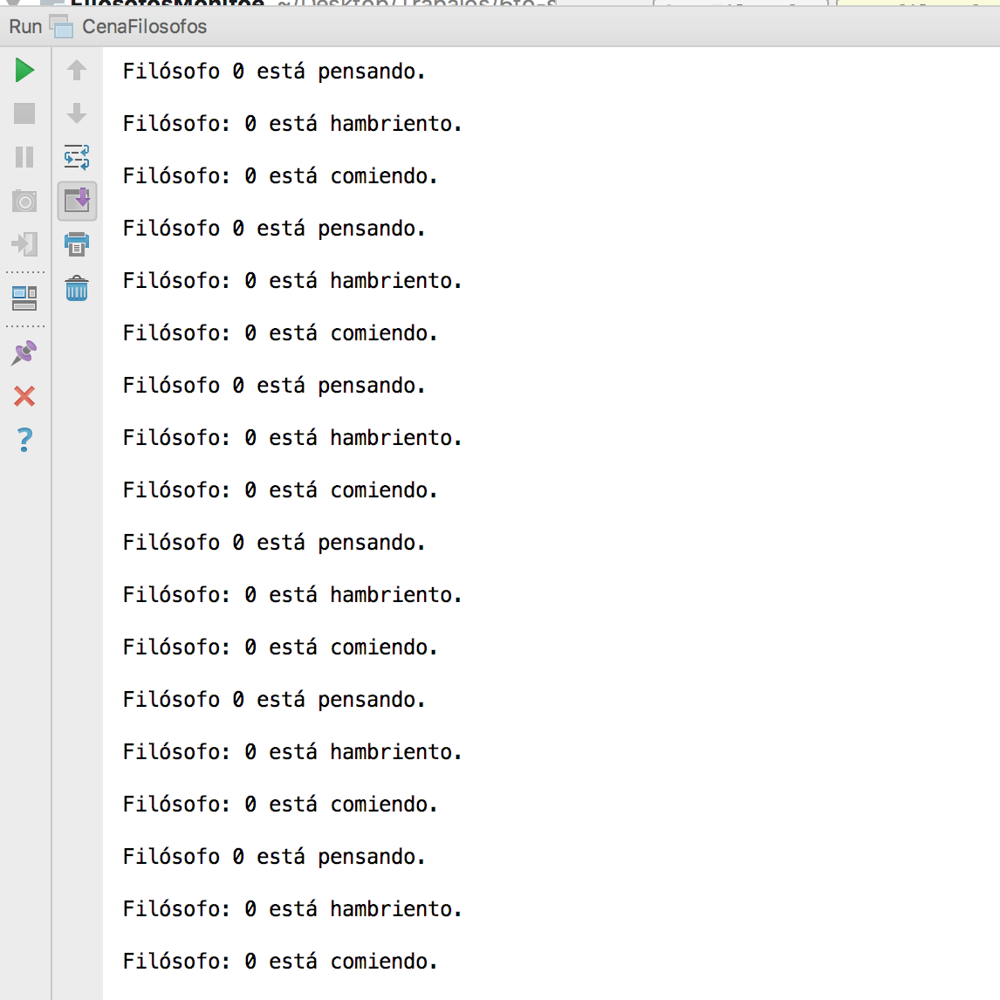 FilosofosMonitoe ~/Desktop/Trabajos/
Run CenaFilosofos
Filósofo 0 está pensando.
Filósofo: 0 está hambriento.
Filósofo: 0 está comiendo.
Filósofo 0 está pensando.
Filósofo: 0 está hambriento.
Filósofo: 0 está comiendo.
Filósofo 0 está pensando.
Filósofo: 0 está hambriento.
Filósofo: 0 está comiendo.
Filósofo 0 está pensando.
Filósofo: 0 está hambriento.
Filósofo: 0 está comiendo.
Filósofo 0 está pensando.
Filósofo: 0 está hambriento.
Filósofo: 0 está comiendo.
Filósofo 0 está pensando.
Filósofo: 0 está hambriento.
Filósofo: 0 está comiendo.